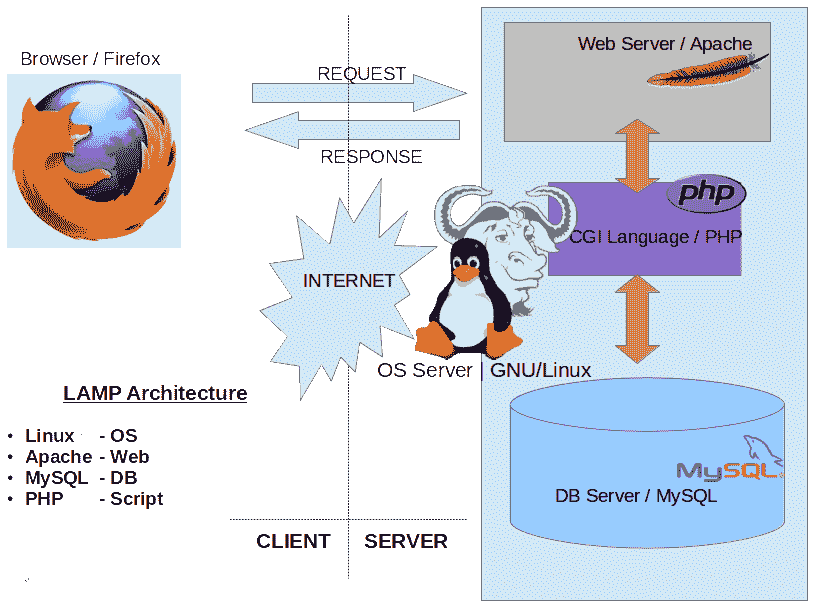 Browser / Firefox
REQUEST
RESPONSE
INTERNET
Web Server / Apache
php
CGI Language / PHP
OS Server | GNU/Linux
MySQL
DB Server / MySQL
LAMP Architecture
• Linux - OS
• Apache - Web
• MySQL - DB
• PHP - Script
CLIENT
SERVER